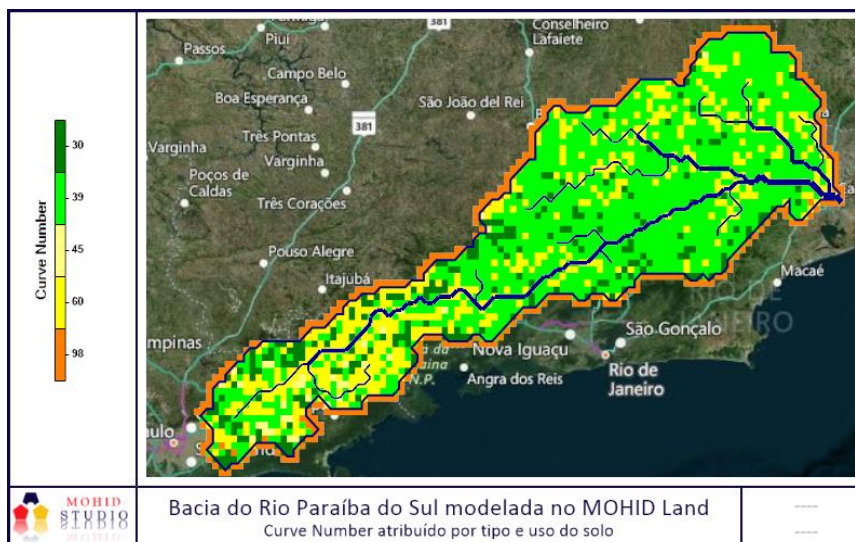 381
Conselheiro
Lafaiete
Passos
Piuí
Campo Belo
Boa Esperança
São João del Rei
381
Três Pontas
Varginha
Varginha
Poços de
Caldas
Três Corações
Pouso Alegre
Itajubá
Macaé
São Gonçalo
Nova Iguaçu
Rio de
Janeiro
Angra dos Reis
N.P.
Curve Number
30
39
45
60
98
MOHID
STUDIO
Bacia do Rio Paraíba do Sul modelada no MOHID Land
Curve Number atribuído por tipo e uso do solo